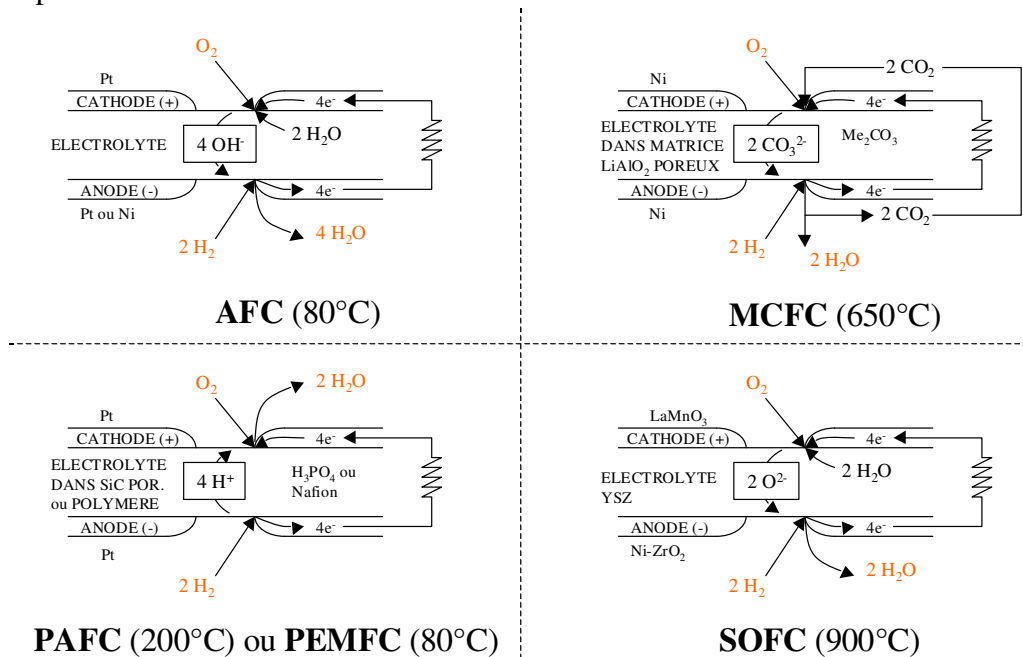 O₂
Pt
CATHODE (+)
4e⁻
2 H₂O
ELECTROLYTE
4 OH⁻
ANODE (-)
4e⁻
Pt ou Ni
2 H₂
4 H₂O
AFC (80°C)
O₂
2 CO₂
Ni
CATHODE (+)
4e⁻
ELECTROLYTE
DANS MATRICE
LiAlO₂ POREUX
2 CO₃²⁻
Me₂CO₃
ANODE (-)
4e⁻
Ni
2 CO₂
2 H₂
2 H₂O
MCFC (650°C)
O₂
2 H₂O
Pt
CATHODE (+)
4e⁻
ELECTROLYTE
DANS SiC POR.
ou POLYMERE
4 H⁺
H₃PO₄ ou
Nafion
ANODE (-)
4e⁻
Pt
2 H₂
PAFC (200°C) ou PEMFC (80°C)
O₂
LaMnO₃
CATHODE (+)
4e⁻
2 H₂O
ELECTROLYTE
YSZ
2 O²⁻
ANODE (-)
4e⁻
Ni-ZrO₂
2 H₂
2 H₂O
SOFC (900°C)